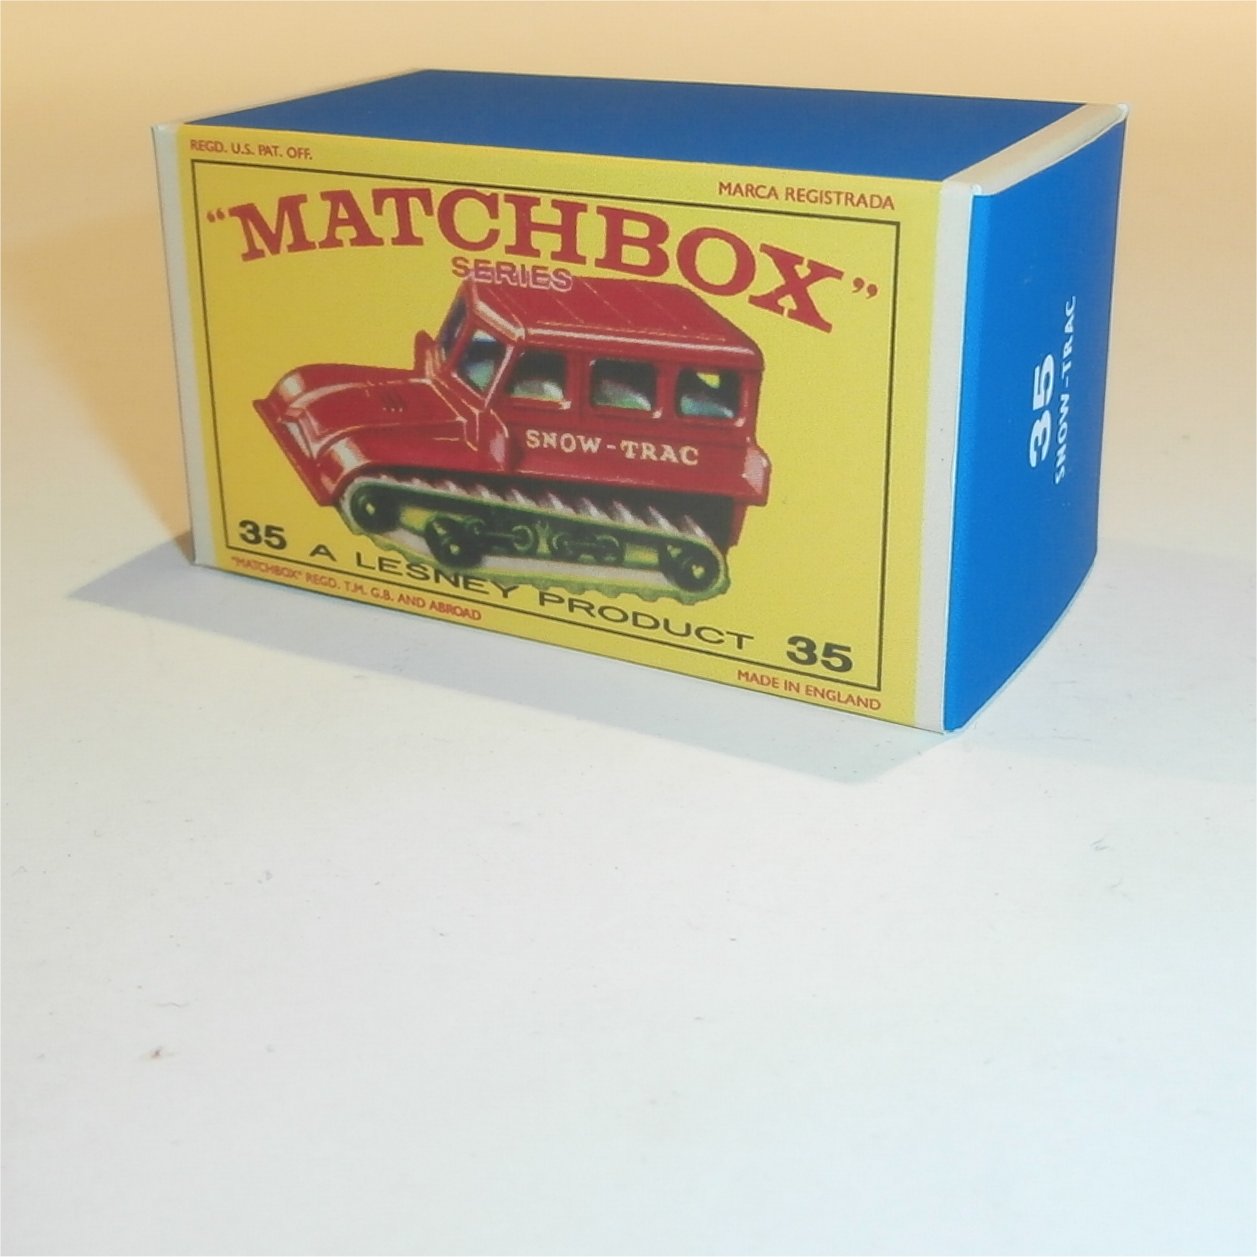 REGD. U.S. PAT. OFF.
MARCA REGISTRADA
"MATCHBOX"
SERIES
SNOW-TRAC
35 A LESNEY PRODUCT 35
"MATCHBOX" REGD. T.M. G.B. AND ABROAD
MADE IN ENGLAND
35
SNOW-TRAC